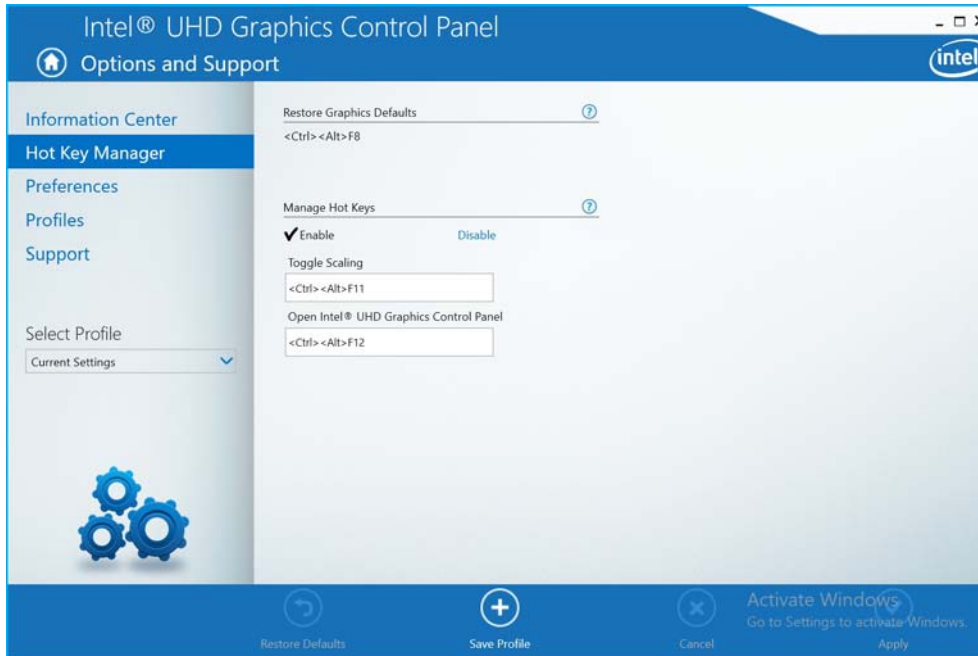 Intel® UHD Graphics Control Panel
Options and Support
intel
Information Center
Hot Key Manager
Preferences
Profiles
Support
Select Profile
Current Settings
Restore Graphics Defaults ?
<Ctrl><Alt>F8
Manage Hot Keys ?
Enable Disable
Toggle Scaling
<Ctrl><Alt>F11
Open Intel® UHD Graphics Control Panel
<Ctrl><Alt>F12
Restore Defaults Save Profile Cancel Apply
Activate Windows
Go to Settings to activate Windows.